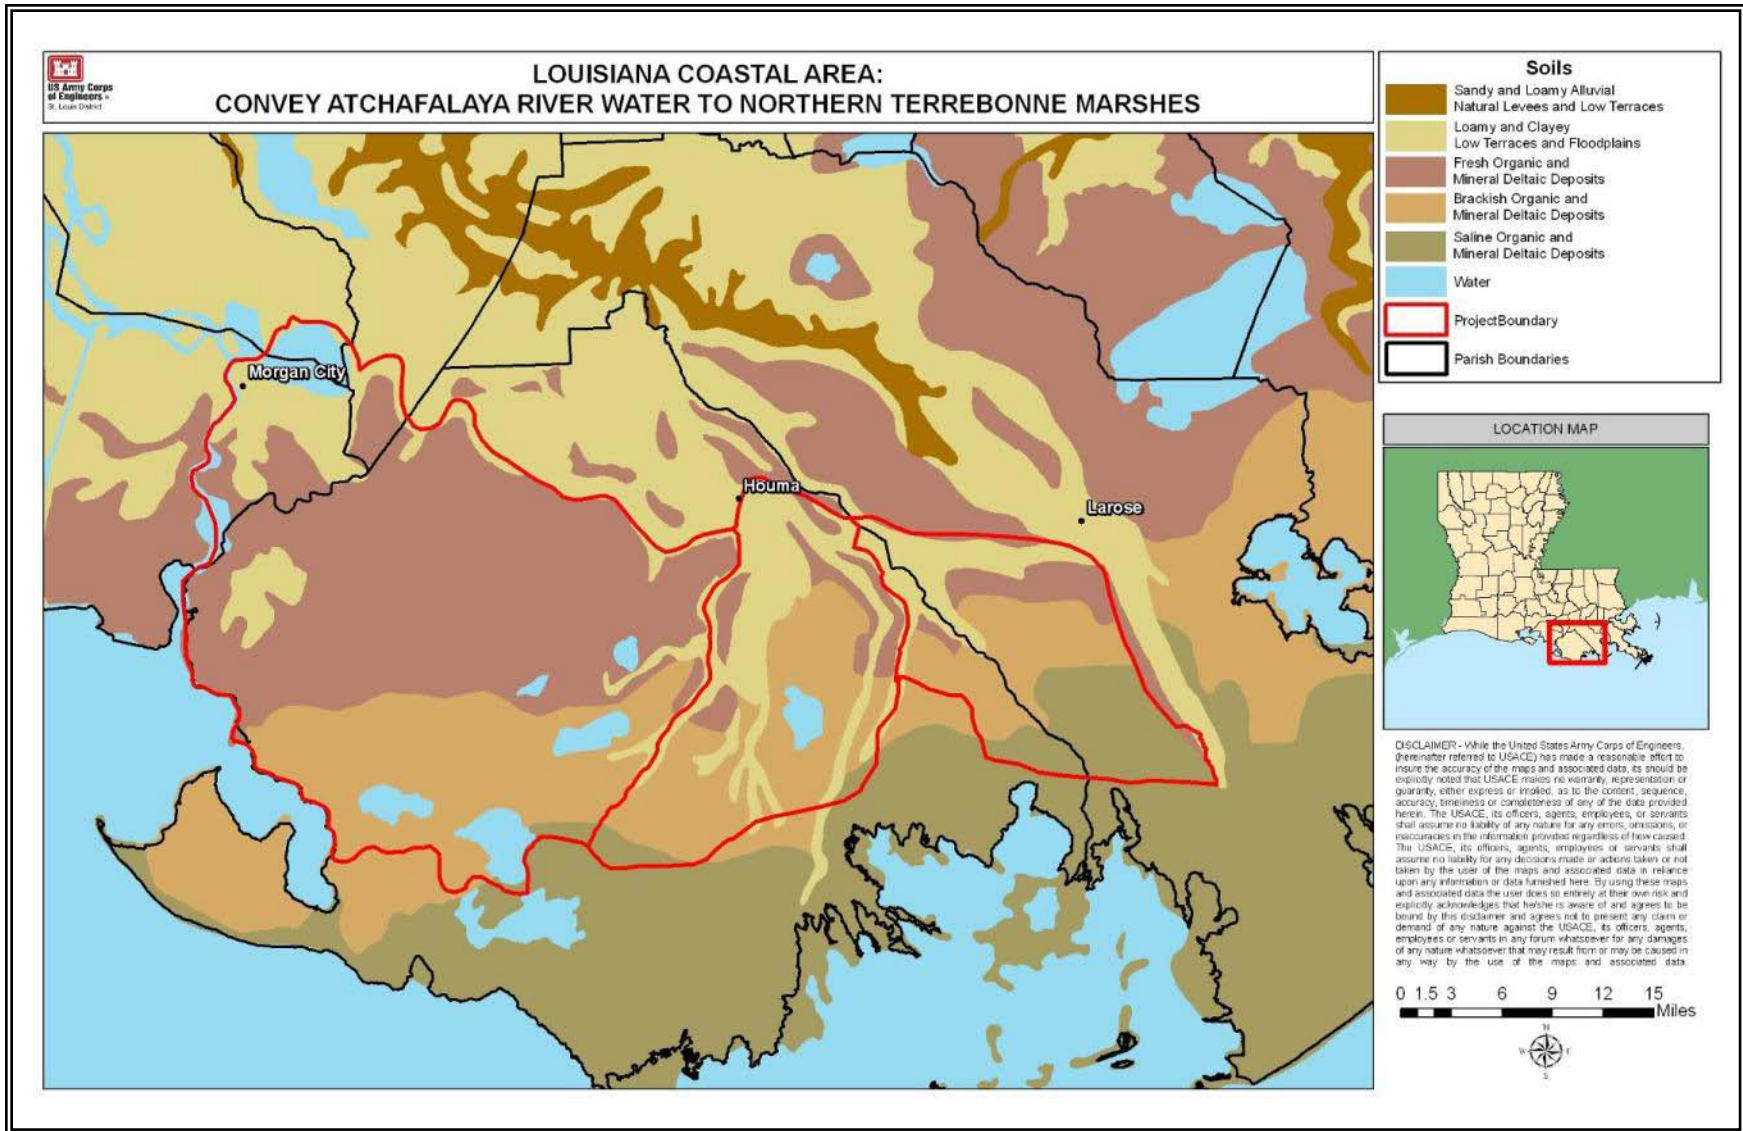 US Army Corps
of Engineers ®
St. Louis District
LOUISIANA COASTAL AREA:
CONVEY ATCHAFALAYA RIVER WATER TO NORTHERN TERREBONNE MARSHES
Morgan City
Houma
Larose
Soils
Sandy and Loamy Alluvial
Natural Levees and Low Terraces
Loamy and Clayey
Low Terraces and Floodplains
Fresh Organic and
Mineral Deltaic Deposits
Brackish Organic and
Mineral Deltaic Deposits
Saline Organic and
Mineral Deltaic Deposits
Water
ProjectBoundary
Parish Boundaries
LOCATION MAP
DISCLAIMER - While the United States Army Corps of Engineers,
(hereinafter referred to USACE) has made a reasonable effort to
insure the accuracy of the maps and associated data, its should be
explicitly noted that USACE makes no warranty, representation or
guaranty, either express or implied, as to the content, sequence,
accuracy, timeliness or completeness of any of the data provided
herein. The USACE, its officers, agents, employees, or servants
shall assume no liability of any nature for any errors, omissions, or
inaccuracies in the information provided regardless of how caused.
The USACE, its officers, agents, employees or servants shall
assume no liability for any decisions made or actions taken or not
taken by the user of the maps and associated data in reliance
upon any information or data furnished here. By using these maps
and associated data the user does so entirely at their own risk and
explicitly acknowledges that he/she is aware of and agrees to be
bound by this disclaimer and agrees not to present any claim or
demand of any nature against the USACE, its officers, agents,
employees or servants in any forum whatsoever for any damages
of any nature whatsoever that may result from or may be caused in
any way by the use of the maps and associated data.
0 1.5 3 6 9 12 15
Miles
N
W E
S